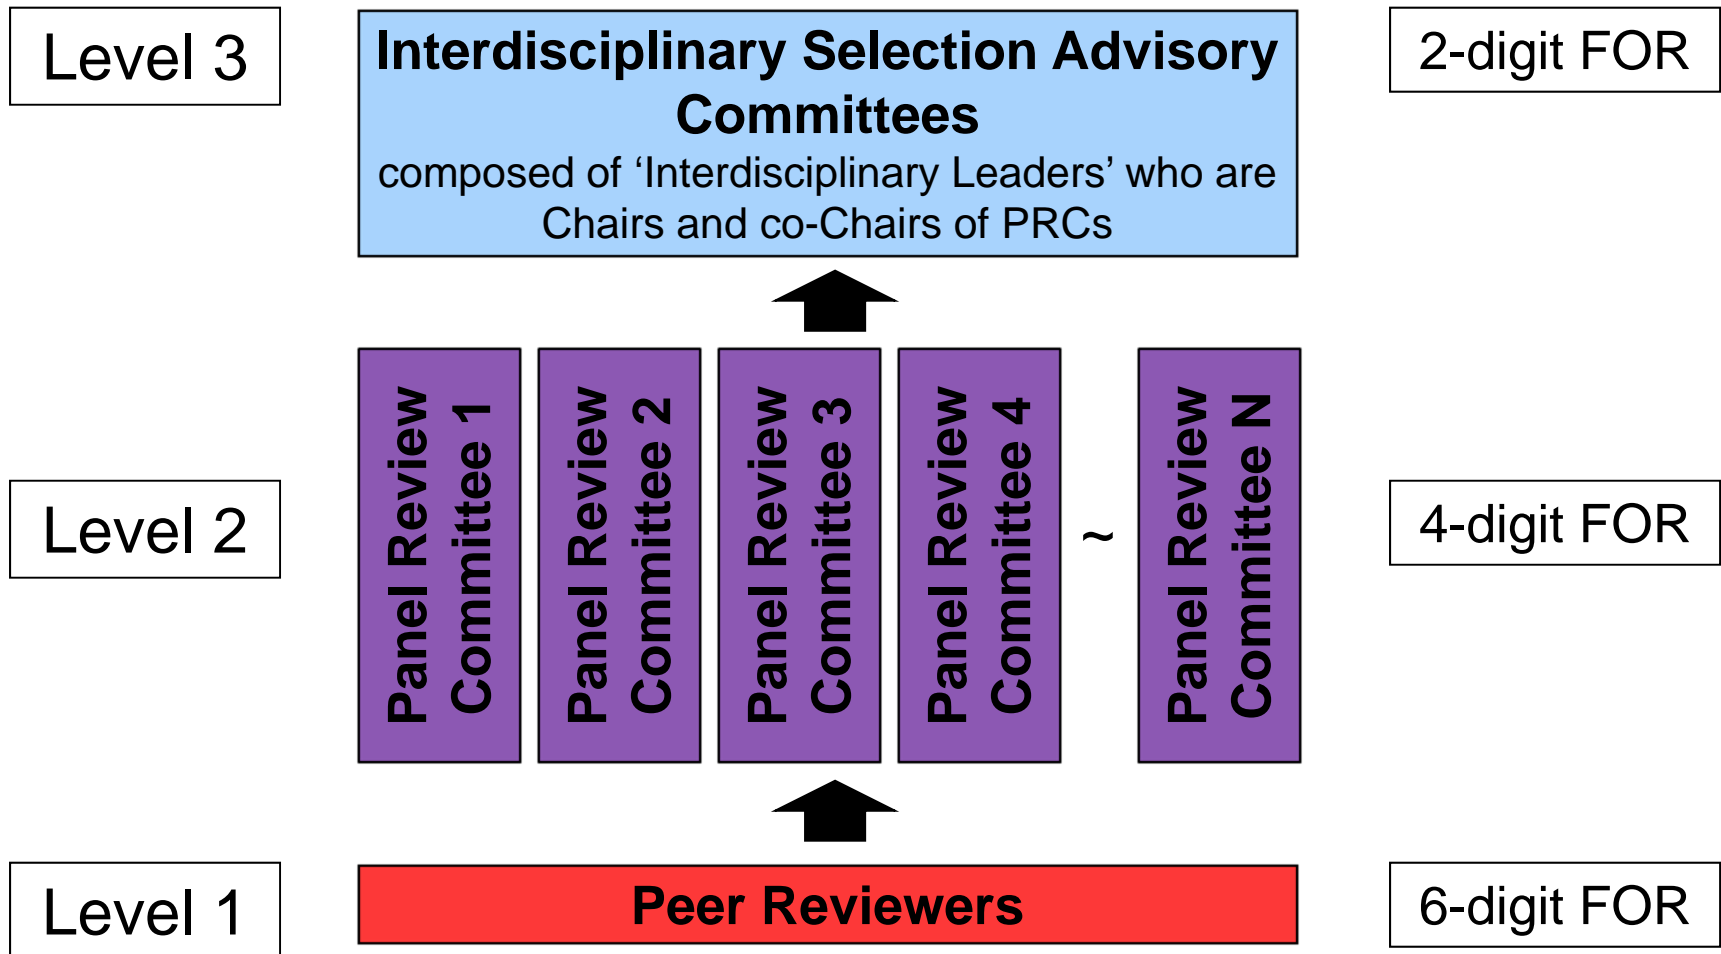 Level 3
Interdisciplinary Selection Advisory
Committees
composed of ‘Interdisciplinary Leaders’ who are
Chairs and co-Chairs of PRCs
2-digit FOR
Level 2
Panel Review
Committee 1
Panel Review
Committee 2
Panel Review
Committee 3
Panel Review
Committee 4
~
Panel Review
Committee N
4-digit FOR
Level 1
Peer Reviewers
6-digit FOR